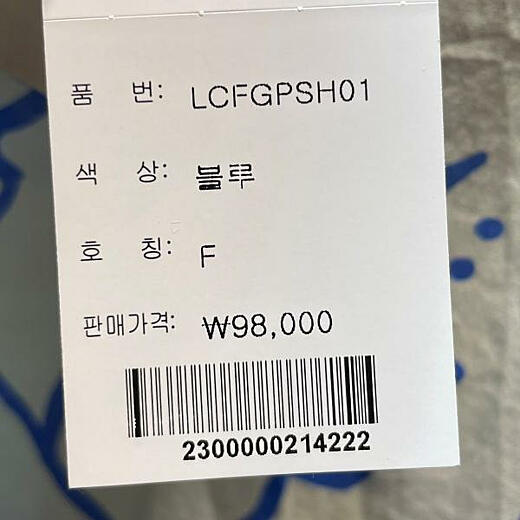 품 번: LCFGPSH01
색 상: 블루
호 칭: F
판매가격: ₩98,000
2300000214222